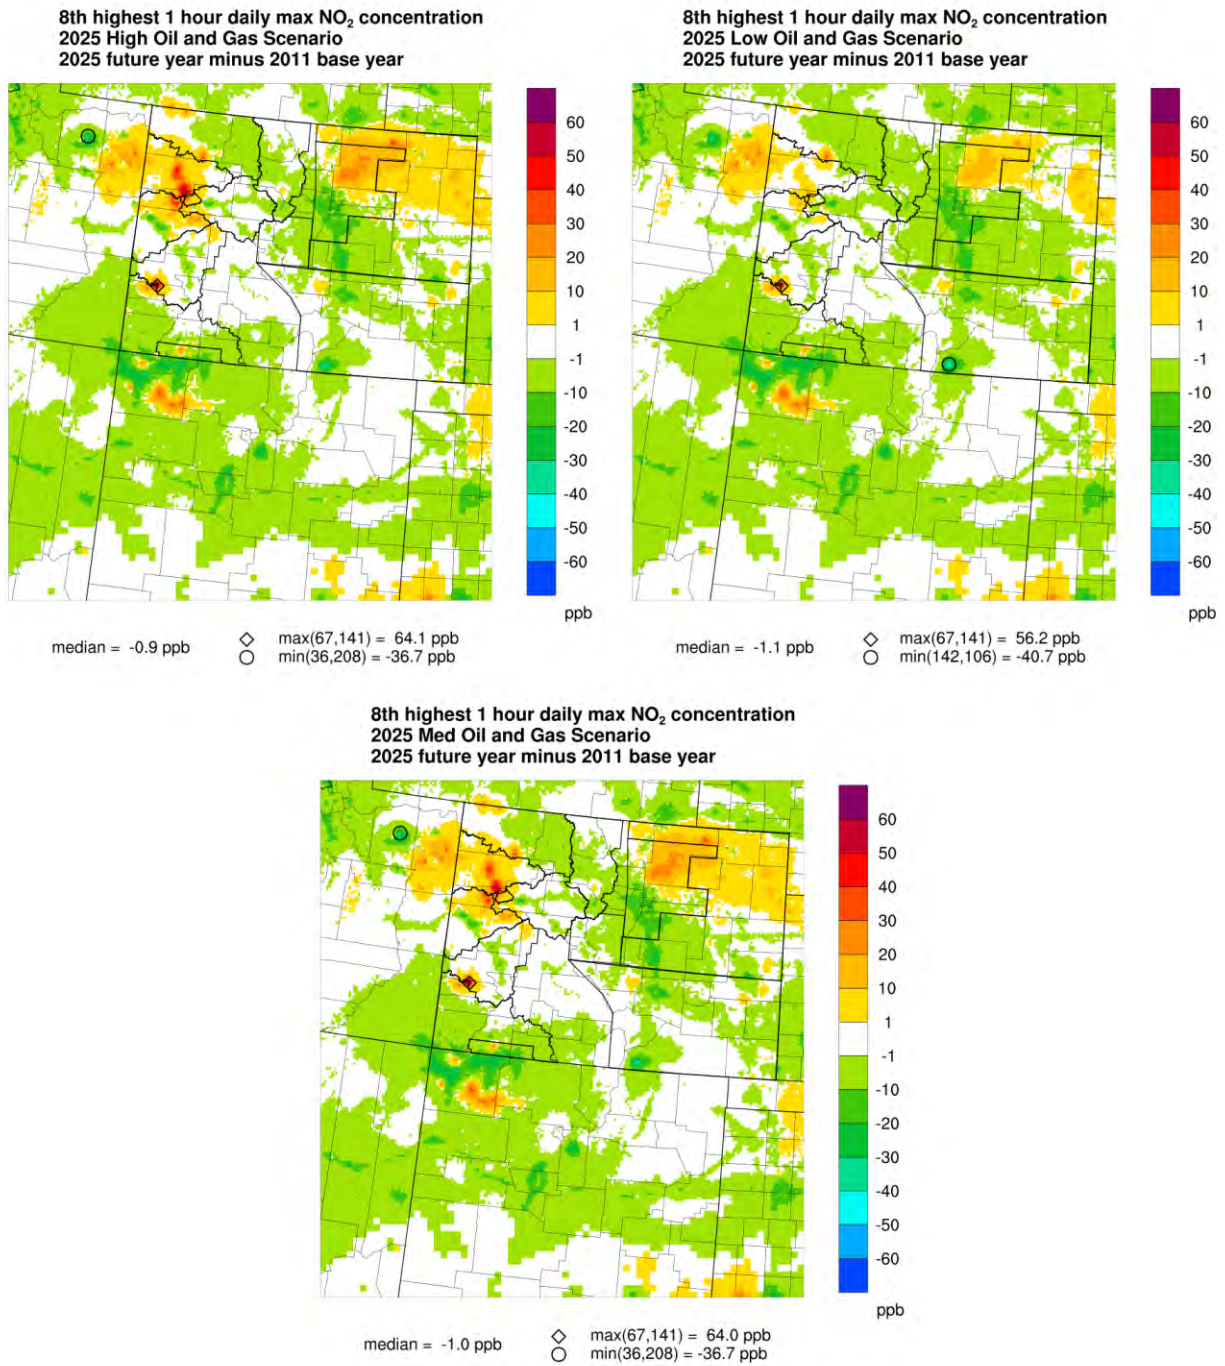 8th highest 1 hour daily max NO₂ concentration
2025 High Oil and Gas Scenario
2025 future year minus 2011 base year
60
50
40
30
20
10
1
-1
-10
-20
-30
-40
-50
-60
ppb
median = -0.9 ppb
max(67,141) = 64.1 ppb
min(36,208) = -36.7 ppb
8th highest 1 hour daily max NO₂ concentration
2025 Low Oil and Gas Scenario
2025 future year minus 2011 base year
60
50
40
30
20
10
1
-1
-10
-20
-30
-40
-50
-60
ppb
median = -1.1 ppb
max(67,141) = 56.2 ppb
min(142,106) = -40.7 ppb
8th highest 1 hour daily max NO₂ concentration
2025 Med Oil and Gas Scenario
2025 future year minus 2011 base year
60
50
40
30
20
10
1
-1
-10
-20
-30
-40
-50
-60
ppb
median = -1.0 ppb
max(67,141) = 64.0 ppb
min(36,208) = -36.7 ppb